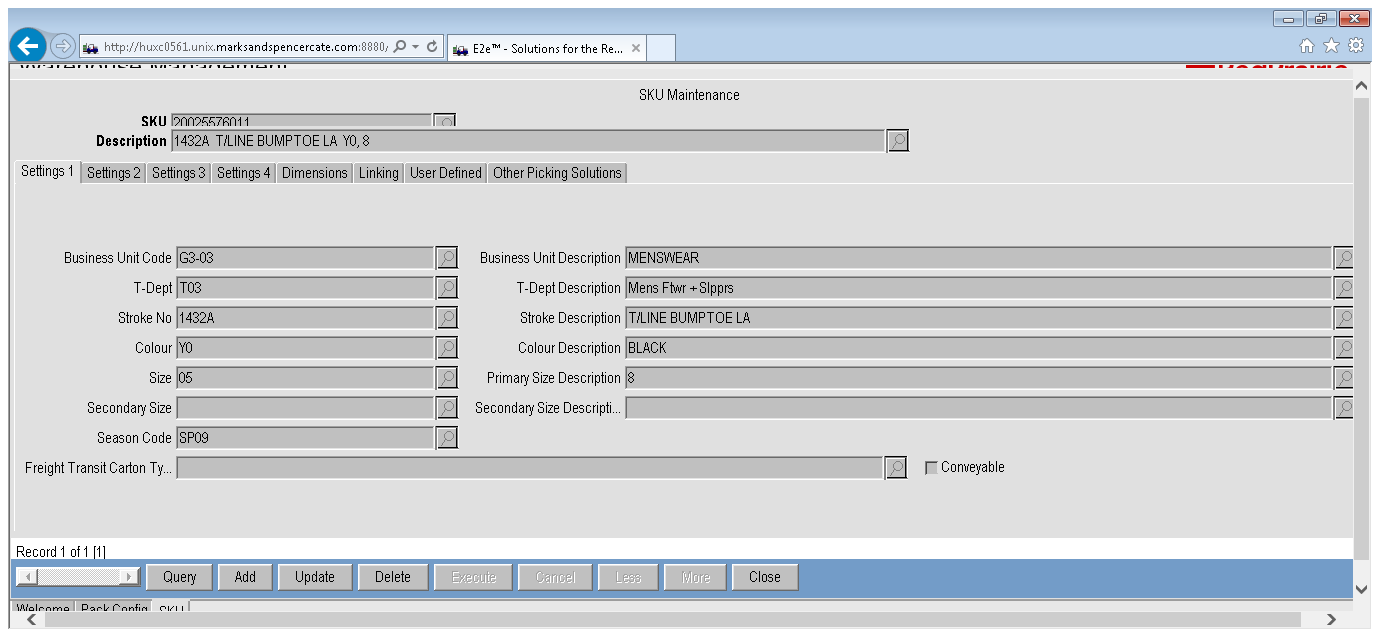 http://huxc0561.unix.marksandspencercate.com:8880/
E2e™ - Solutions for the Re...
Warehouse Management
RedPrairie
SKU Maintenance
SKU 20025576011
Description 1432A T/LINE BUMPTOE LA Y0, 8
Settings 1 Settings 2 Settings 3 Settings 4 Dimensions Linking User Defined Other Picking Solutions
Business Unit Code G3-03 Business Unit Description MENSWEAR
T-Dept T03 T-Dept Description Mens Ftwr + Slpprs
Stroke No 1432A Stroke Description T/LINE BUMPTOE LA
Colour Y0 Colour Description BLACK
Size 05 Primary Size Description 8
Secondary Size Secondary Size Descripti...
Season Code SP09
Freight Transit Carton Ty... Conveyable
Record 1 of 1 [1]
Query Add Update Delete Execute Cancel Less More Close
Welcome Pack Config SKU